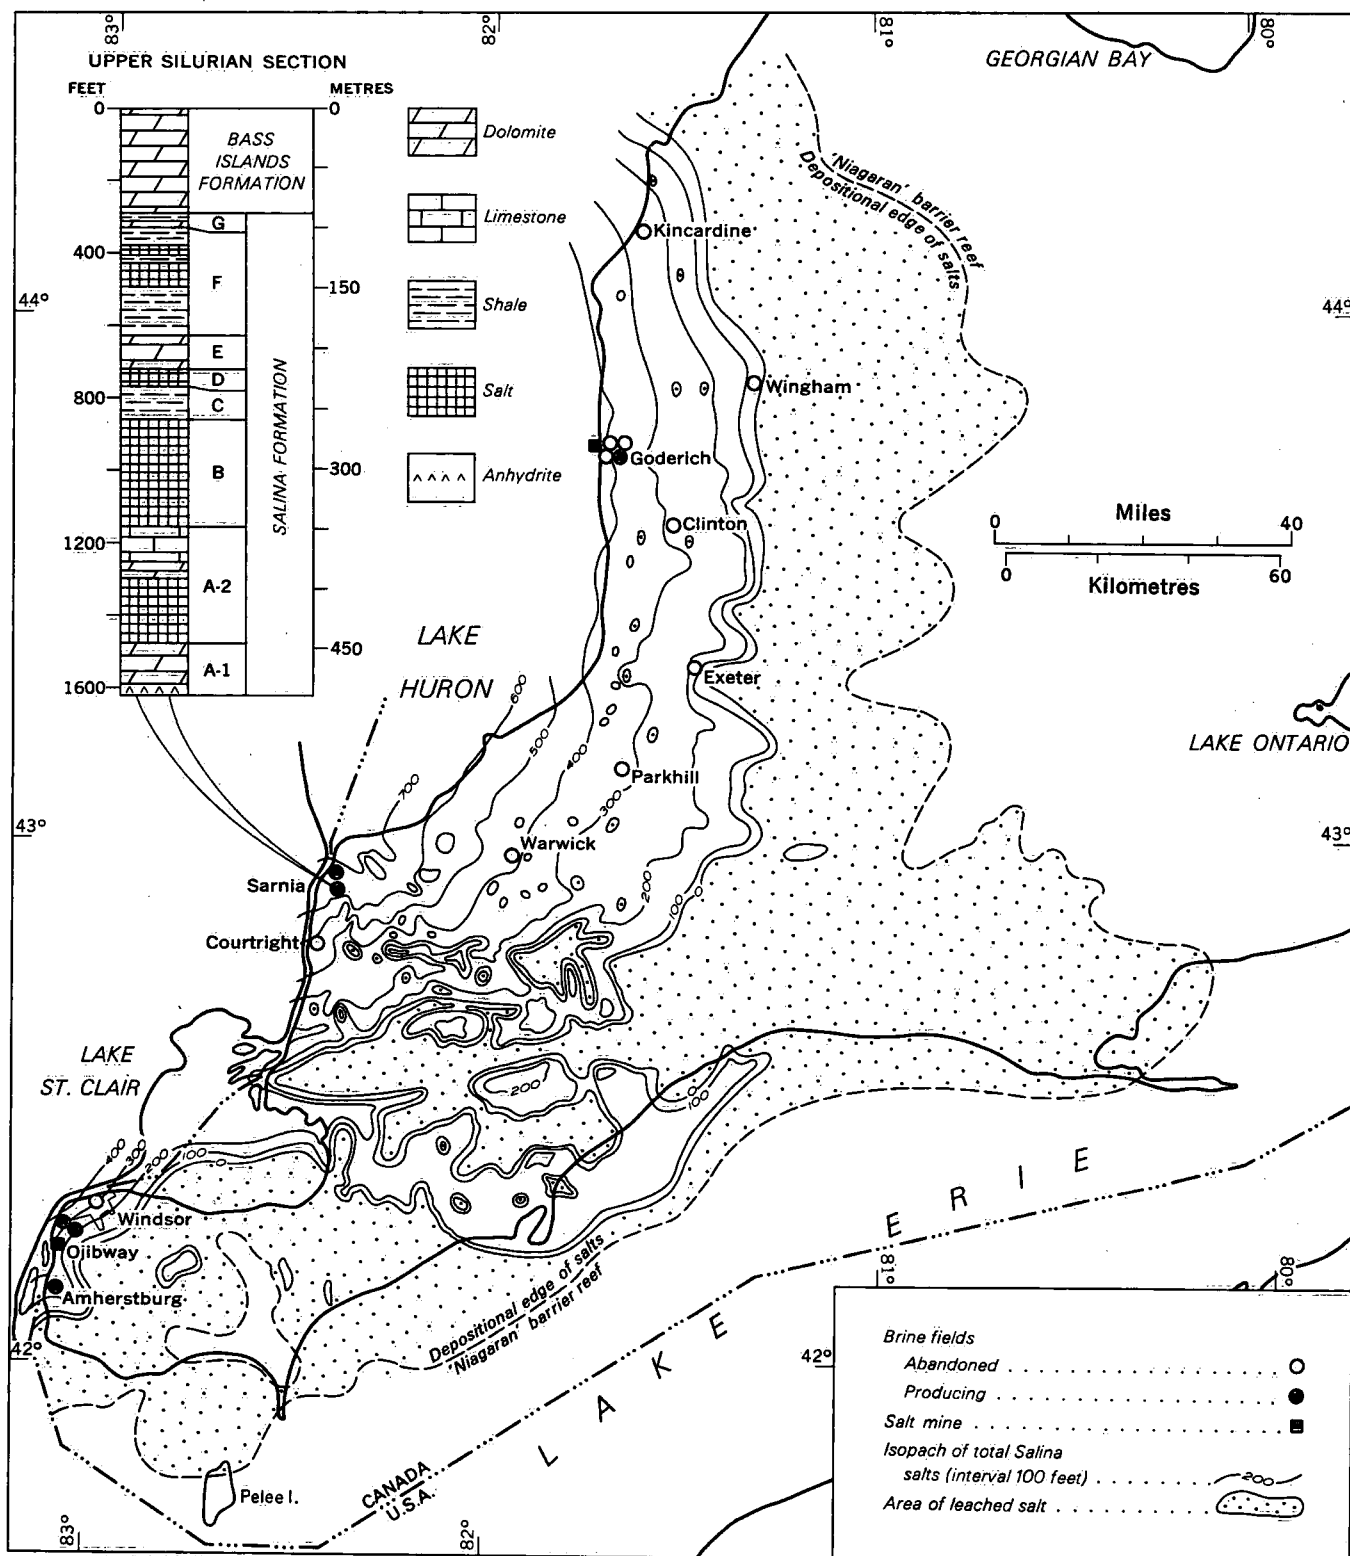 83°
82°
81°
80°
UPPER SILURIAN SECTION
FEET
METRES
0
400
800
1200
1600
0
150
300
450
BASS
ISLANDS
FORMATION
G
F
E
D
C
B
A-2
A-1
SALINA FORMATION
Dolomite
Limestone
Shale
Salt
Anhydrite
GEORGIAN BAY
'Niagaran' barrier reef
Depositional edge of salts
44°
44°
Kincardine
Wingham
Goderich
Clinton
Exeter
Parkhill
Warwick
Sarnia
Courtright
Miles
0 40
0 60
Kilometres
LAKE
HURON
LAKE ONTARIO
43°
43°
700
600
500
400
300
200
100
0
LAKE
ST. CLAIR
200
0
100
400
300
200
100
0
Windsor
Ojibway
Amherstburg
Depositional edge of salts
'Niagaran' barrier reef
LAKE ERIE
42°
42°
81°
80°
CANADA
U.S.A.
Pelee I.
83°
82°
Brine fields
Abandoned
Producing
Salt mine
Isopach of total Salina
salts (interval 100 feet) 200
Area of leached salt